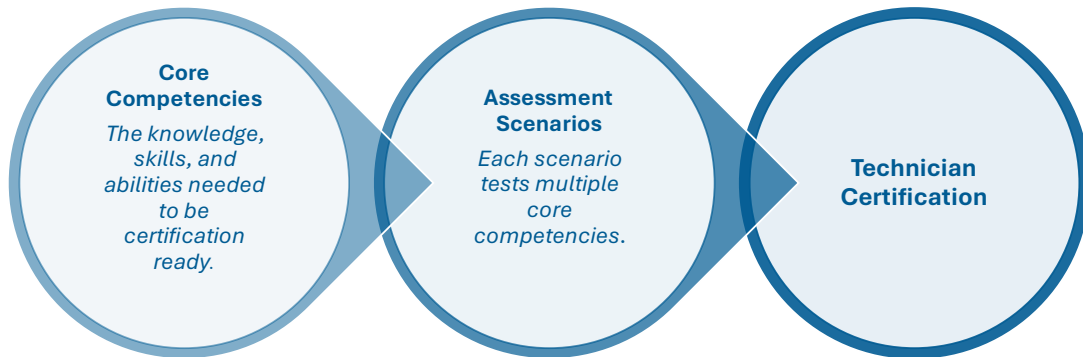 Core
Competencies
The knowledge,
skills, and
abilities needed
to be
certification
ready.
Assessment
Scenarios
Each scenario
tests multiple
core
competencies.
Technician
Certification